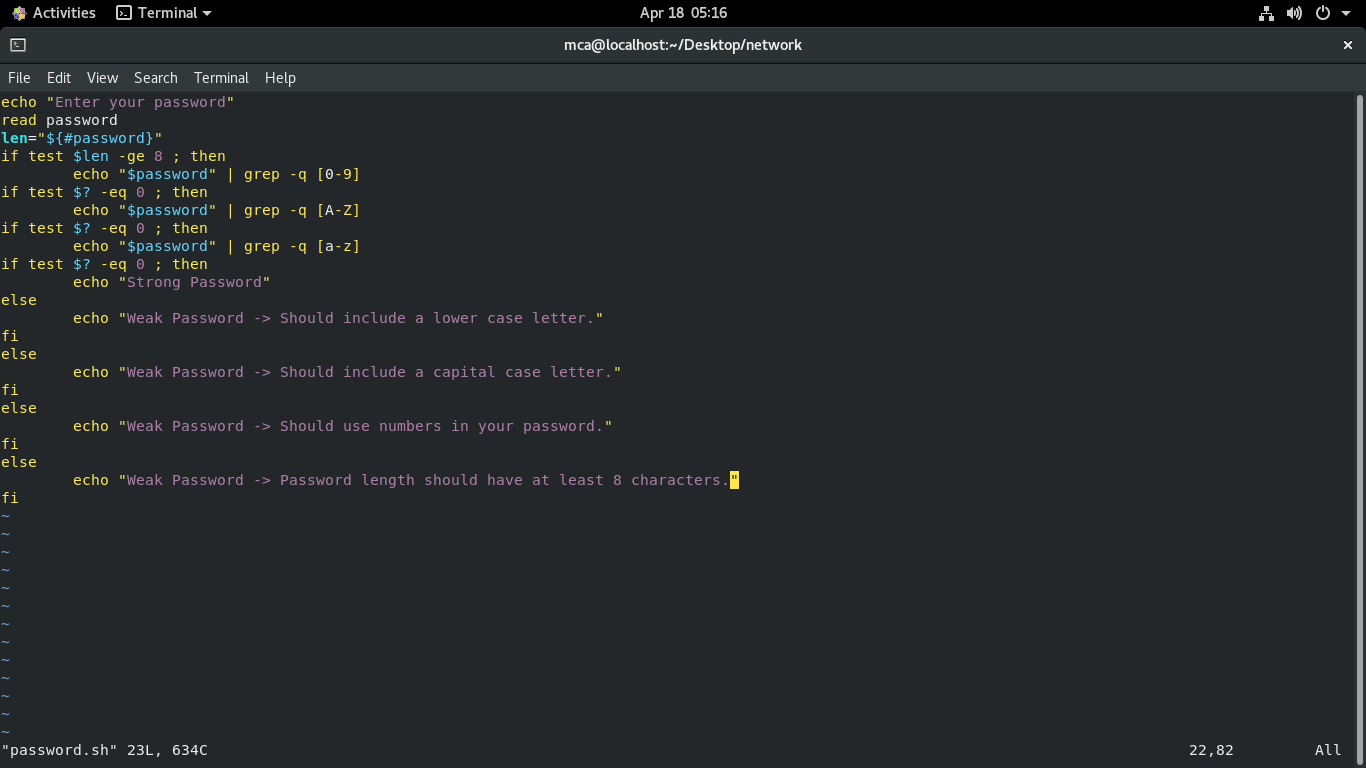 Activities Terminal Apr 18 05:16
mca@localhost:~/Desktop/network ×
File Edit View Search Terminal Help
echo "Enter your password"
read password
len="${#password}"
if test $len -ge 8 ; then
        echo "$password" | grep -q [0-9]
if test $? -eq 0 ; then
        echo "$password" | grep -q [A-Z]
if test $? -eq 0 ; then
        echo "$password" | grep -q [a-z]
if test $? -eq 0 ; then
        echo "Strong Password"
else
        echo "Weak Password -> Should include a lower case letter."
fi
else
        echo "Weak Password -> Should include a capital case letter."
fi
else
        echo "Weak Password -> Should use numbers in your password."
fi
else
        echo "Weak Password -> Password length should have at least 8 characters."
fi
~
~
~
~
~
~
~
~
~
~
~
~
~
"password.sh" 23L, 634C 22,82 All